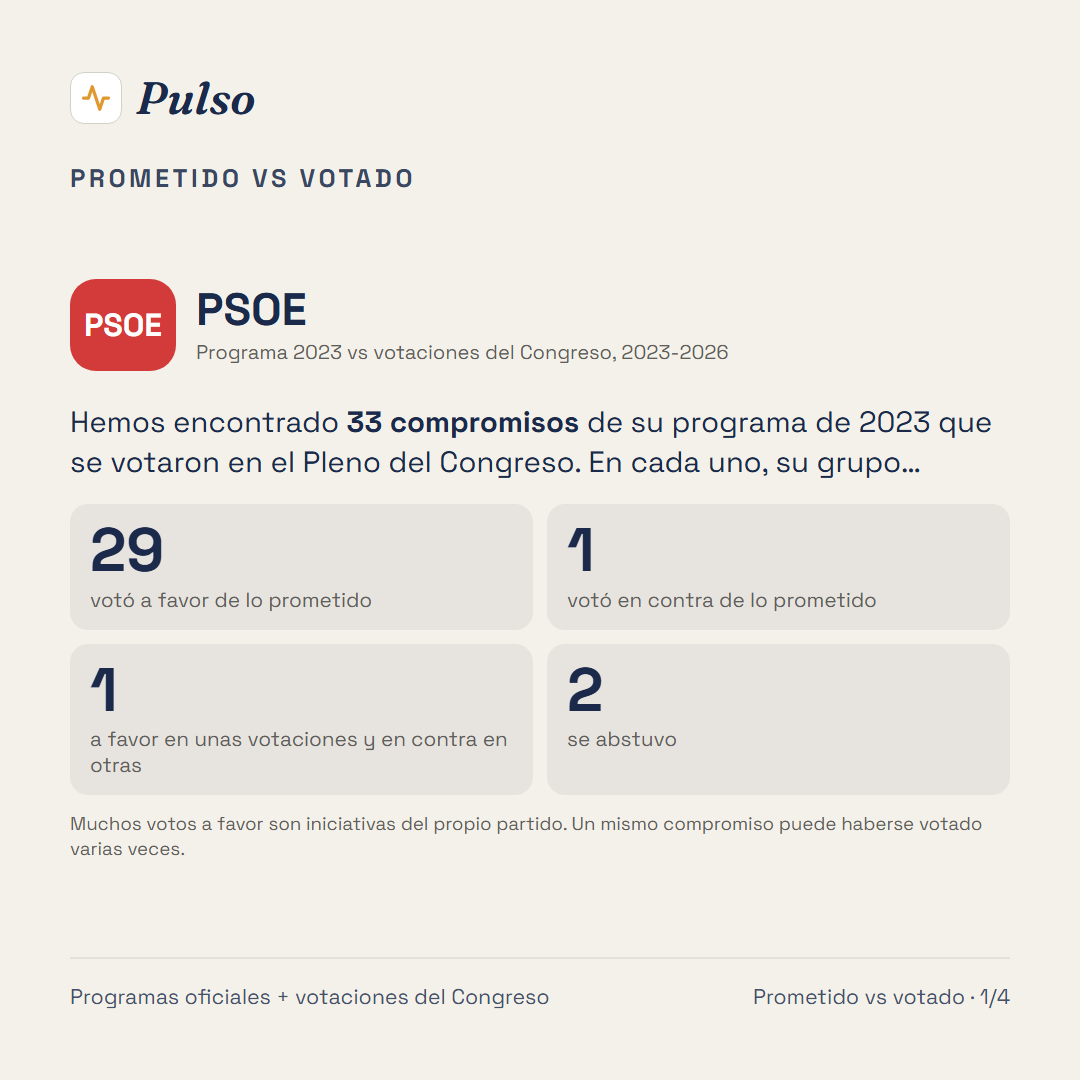 Pulso
PROMETIDO VS VOTADO
PSOE
PSOE
Programa 2023 vs votaciones del Congreso, 2023-2026
Hemos encontrado 33 compromisos de su programa de 2023 que
se votaron en el Pleno del Congreso. En cada uno, su grupo...
29
votó a favor de lo prometido
1
votó en contra de lo prometido
1
a favor en unas votaciones y en contra en
otras
2
se abstuvo
Muchos votos a favor son iniciativas del propio partido. Un mismo compromiso puede haberse votado
varias veces.
Programas oficiales + votaciones del Congreso
Prometido vs votado · 1/4